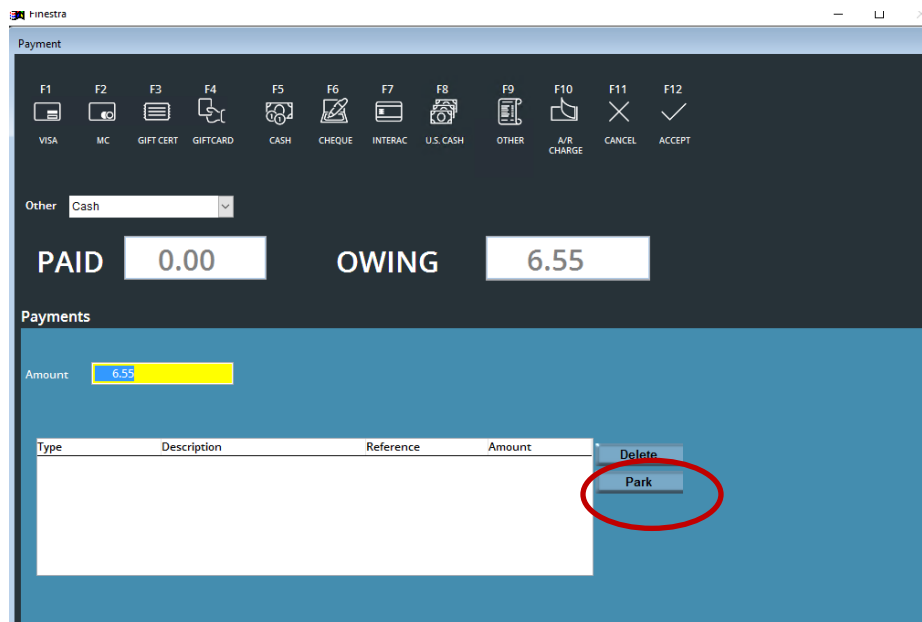 Finestra
Payment
F1 F2 F3 F4 F5 F6 F7 F8 F9 F10 F11 F12
VISA MC GIFT CERT GIFTCARD CASH CHEQUE INTERAC U.S. CASH OTHER A/R CHARGE CANCEL ACCEPT
Other Cash
PAID 0.00 OWING 6.55
Payments
Amount 6.55
Type Description Reference Amount
Delete
Park